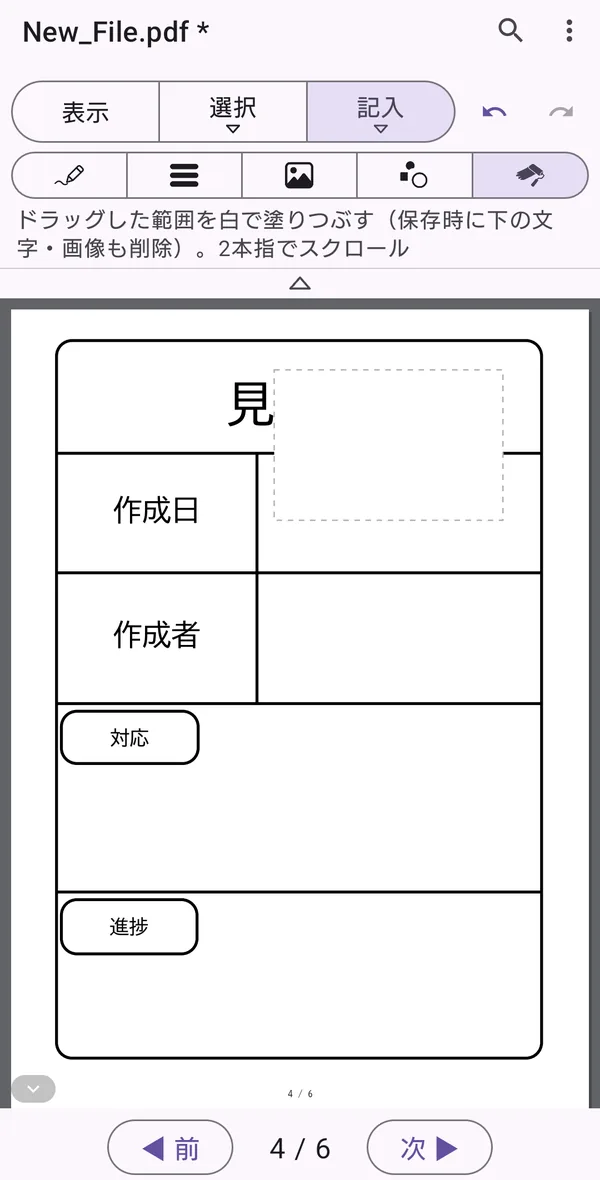 New_File.pdf *
表示
選択
記入
ドラッグした範囲を白で塗りつぶす（保存時に下の文
字・画像も削除）。2本指でスクロール
見
作成日
作成者
対応
進捗
4 / 6
前
4 / 6
次